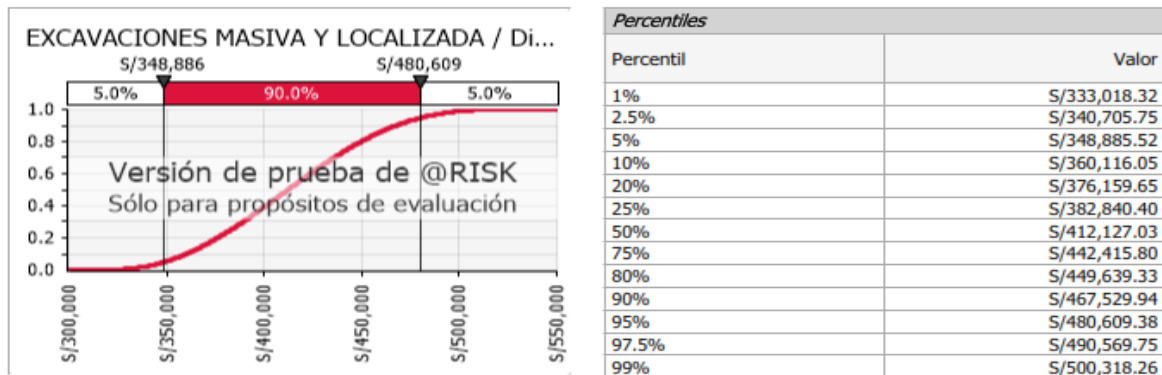 EXCAVACIONES MASIVA Y LOCALIZADA / Di...
S/348,886 S/480,609
5.0% 90.0% 5.0%
1.0
0.8
0.6
0.4
0.2
0.0
Versión de prueba de @RISK
Sólo para propósitos de evaluación
S/300,000
S/350,000
S/400,000
S/450,000
S/500,000
S/550,000
Percentiles
Percentil Valor
1% S/333,018.32
2.5% S/340,705.75
5% S/348,885.52
10% S/360,116.05
20% S/376,159.65
25% S/382,840.40
50% S/412,127.03
75% S/442,415.80
80% S/449,639.33
90% S/467,529.94
95% S/480,609.38
97.5% S/490,569.75
99% S/500,318.26